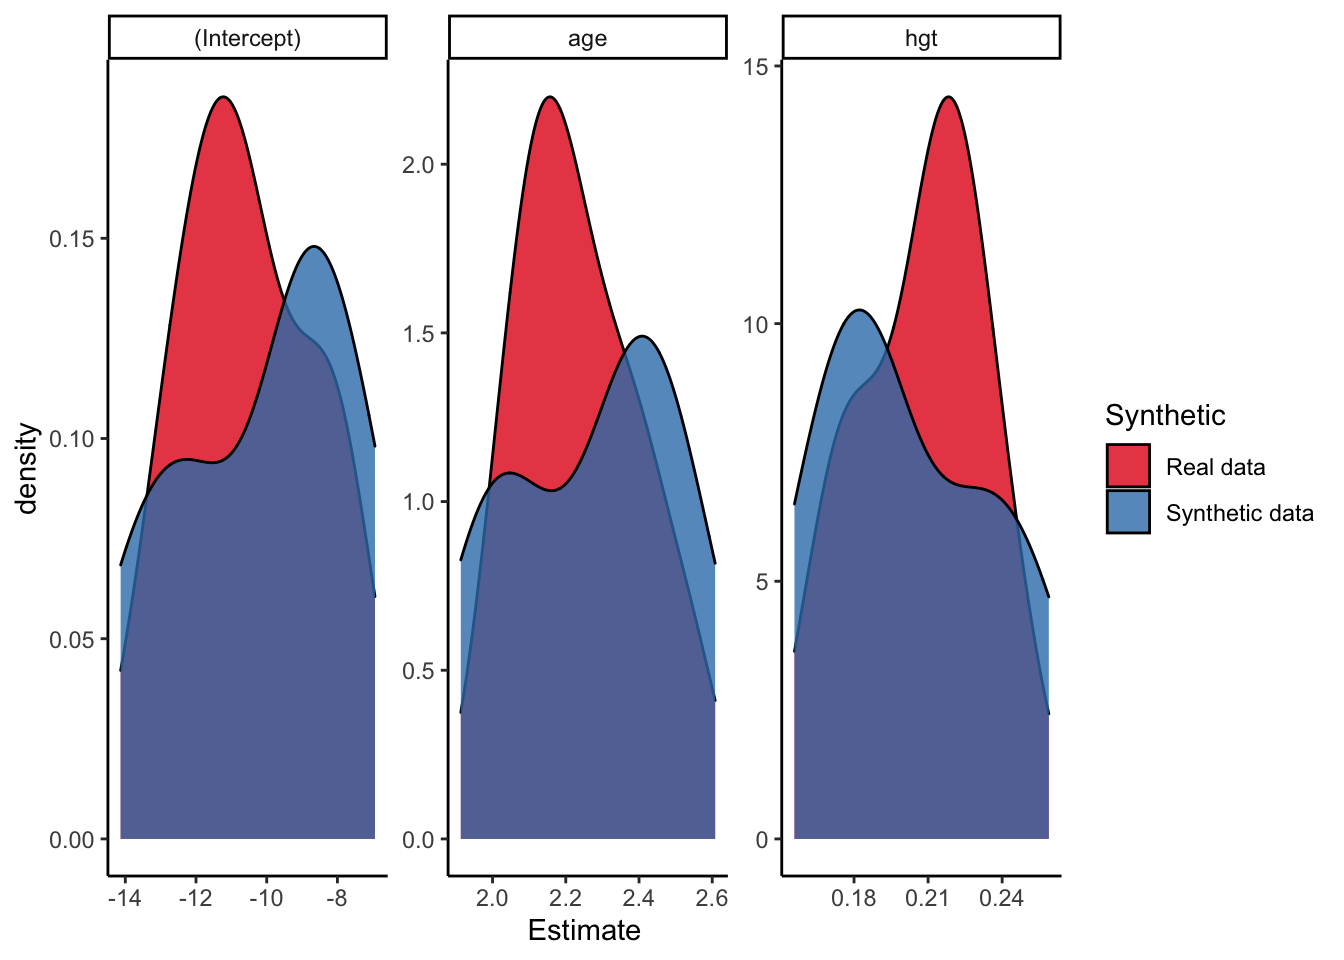 (Intercept)
age
hgt
density
0.15
0.10
0.05
0.00
2.0
1.5
1.0
0.5
0.0
15
10
5
0
-14 -12 -10 -8
2.0 2.2 2.4 2.6
0.18 0.21 0.24
Estimate
Synthetic
Real data
Synthetic data